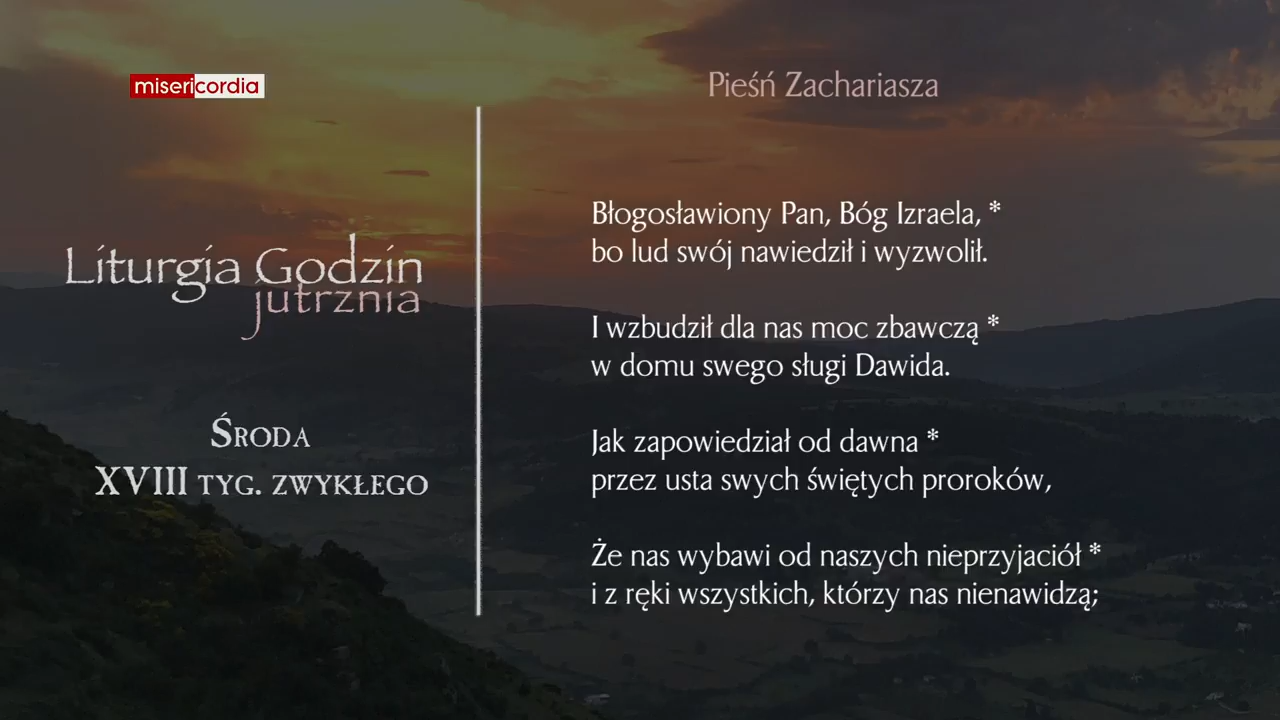 misericordia
Liturgia Godzin
jutrznia
Środa
XVIII tyg. zwykłego
Pieśń Zachariasza
Błogosławiony Pan, Bóg Izraela, *
bo lud swój nawiedził i wyzwolił.
I wzbudził dla nas moc zbawczą *
w domu swego sługi Dawida.
Jak zapowiedział od dawna *
przez usta swych świętych proroków,
Że nas wybawi od naszych nieprzyjaciół *
i z ręki wszystkich, którzy nas nienawidzą;